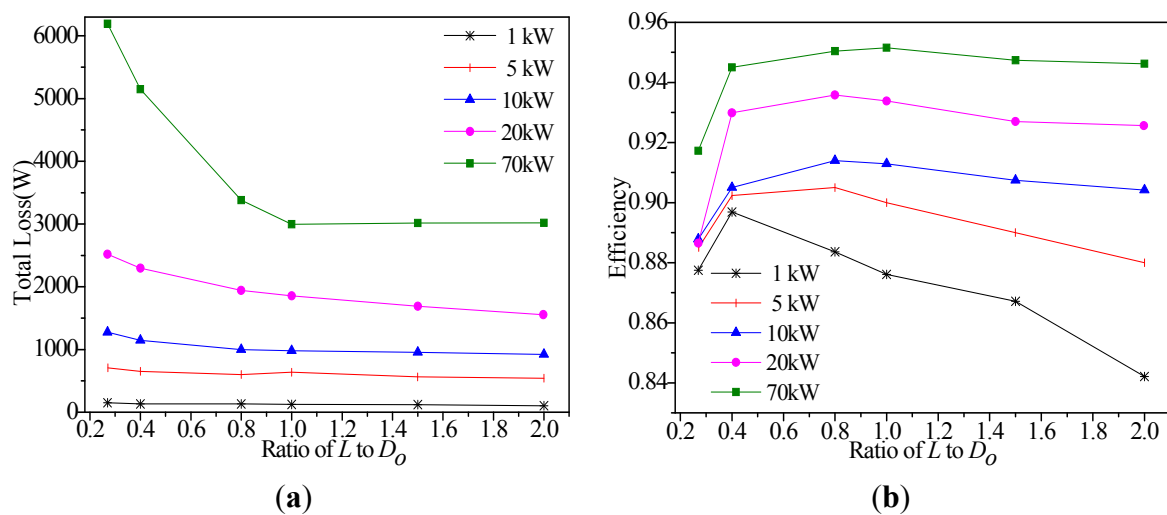 6000
5000
4000
3000
2000
1000
0
Total Loss(W)
1 kW
5 kW
10kW
20kW
70kW
0.2 0.4 0.6 0.8 1.0 1.2 1.4 1.6 1.8 2.0
Ratio of L to DO
(a)
0.96
0.94
0.92
0.90
0.88
0.86
0.84
Efficiency
1 kW
5 kW
10kW
20kW
70kW
0.2 0.4 0.6 0.8 1.0 1.2 1.4 1.6 1.8 2.0
Ratio of L to DO
(b)